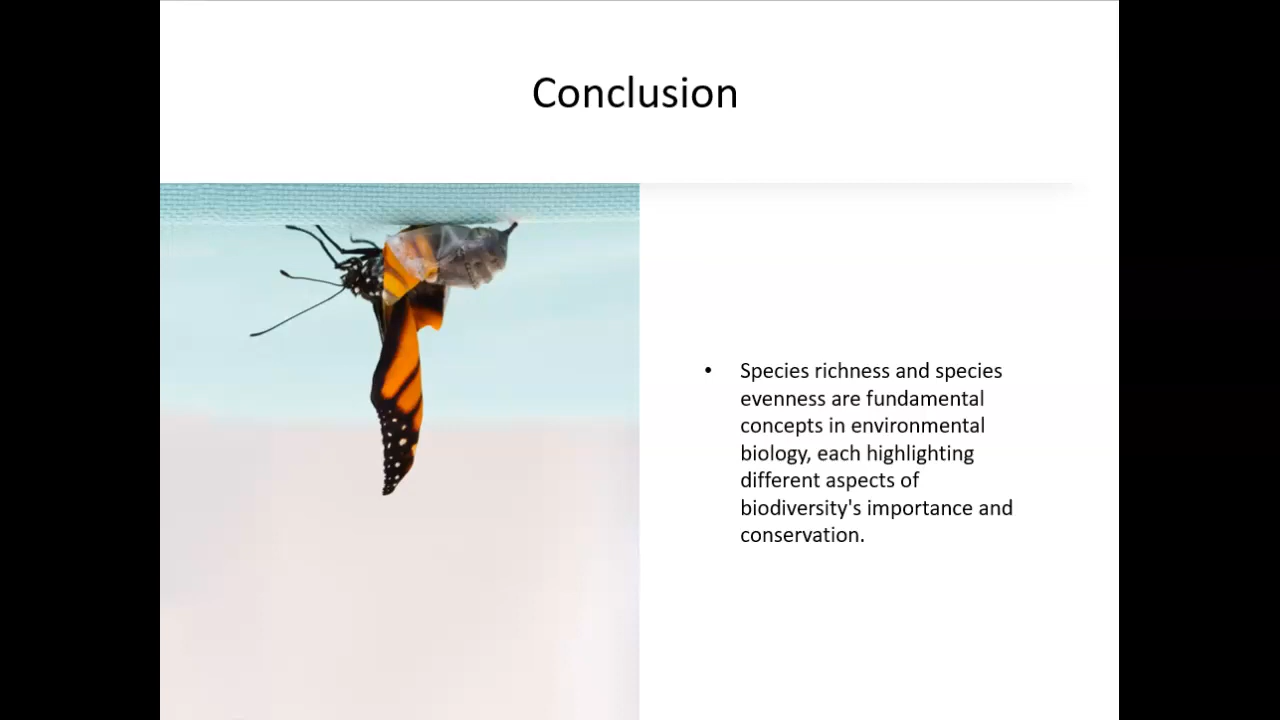 Conclusion
• Species richness and species
evenness are fundamental
concepts in environmental
biology, each highlighting
different aspects of
biodiversity's importance and
conservation.